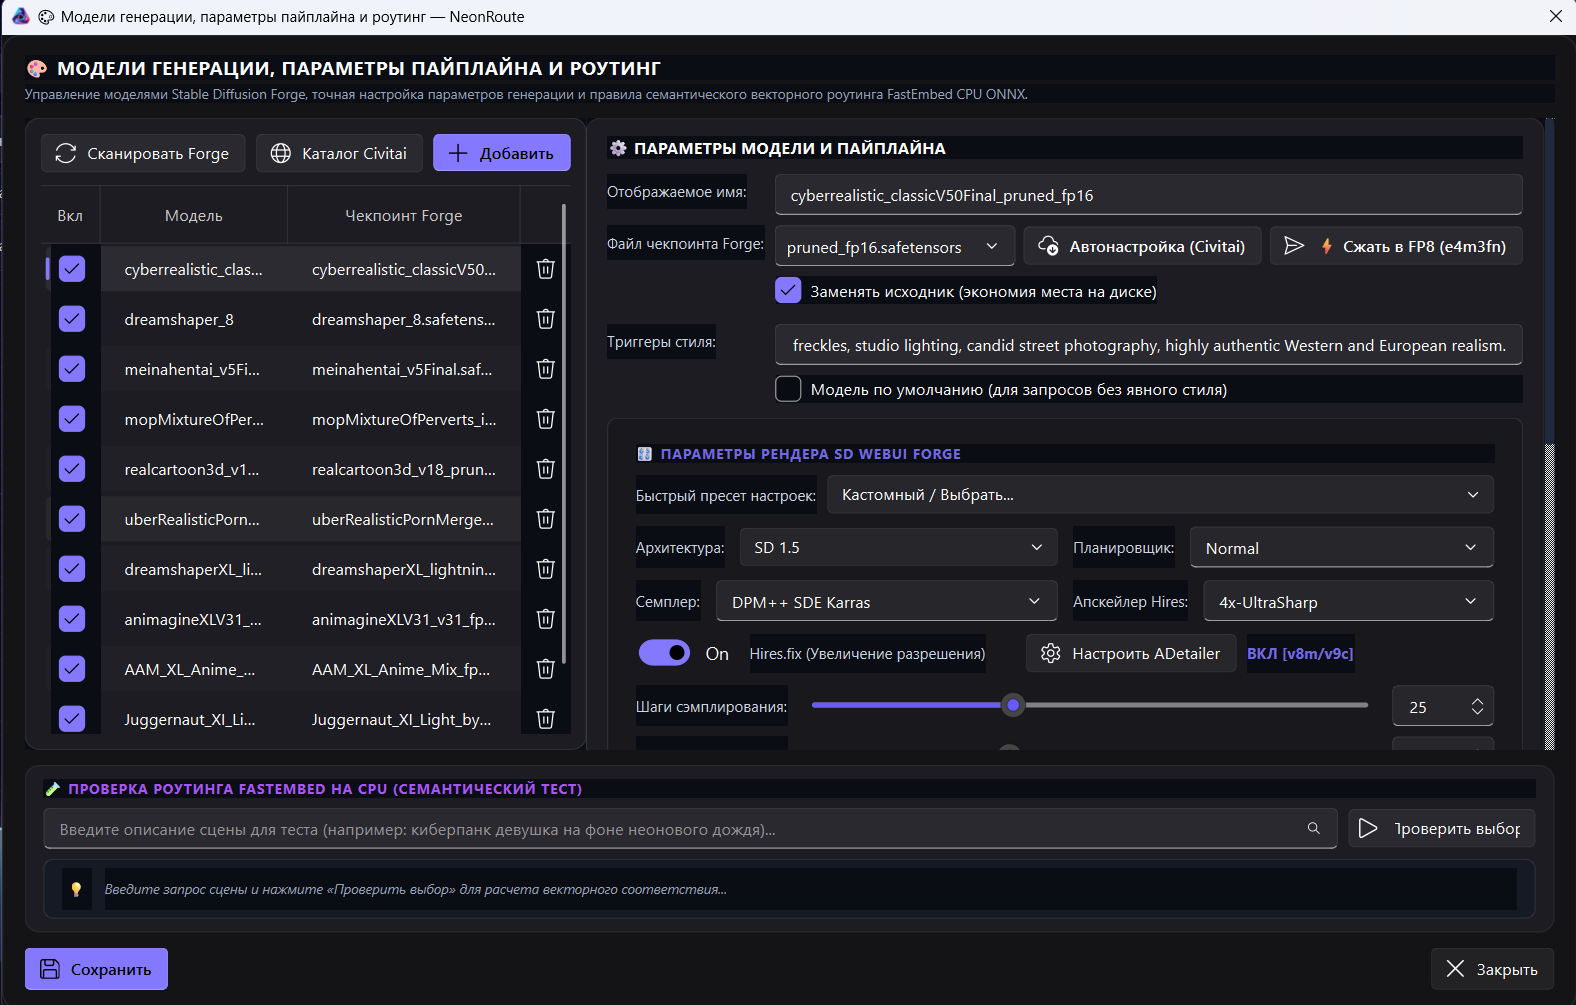 Модели генерации, параметры пайплайна и роутинг — NeonRoute
МОДЕЛИ ГЕНЕРАЦИИ, ПАРАМЕТРЫ ПАЙПЛАЙНА И РОУТИНГ
Управление моделями Stable Diffusion Forge, точная настройка параметров генерации и правила семантического векторного роутинга FastEmbed CPU ONNX.
Сканировать Forge
Каталог Civitai
Добавить
Вкл
Модель
Чекпоинт Forge
cyberrealistic_clas...
cyberrealistic_classicV50...
dreamshaper_8
dreamshaper_8.safetens...
meinahentai_v5Fi...
meinahentai_v5Final.saf...
mopMixtureOfPer...
mopMixtureOfPerverts_i...
realcartoon3d_v1...
realcartoon3d_v18_prun...
uberRealisticPorn...
uberRealisticPornMerge...
dreamshaperXL_li...
dreamshaperXL_lightnin...
animagineXLV31_...
animagineXLV31_v31_fp...
AAM_XL_Anime_...
AAM_XL_Anime_Mix_fp...
Juggernaut_XI_Li...
Juggernaut_XI_Light_by...
ПАРАМЕТРЫ МОДЕЛИ И ПАЙПЛАЙНА
Отображаемое имя:
cyberrealistic_classicV50Final_pruned_fp16
Файл чекпоинта Forge:
pruned_fp16.safetensors
Автонастройка (Civitai)
Сжать в FP8 (e4m3fn)
Заменять исходник (экономия места на диске)
Триггеры стиля:
freckles, studio lighting, candid street photography, highly authentic Western and European realism.
Модель по умолчанию (для запросов без явного стиля)
ПАРАМЕТРЫ РЕНДЕРА SD WEBUI FORGE
Быстрый пресет настроек:
Кастомный / Выбрать...
Архитектура:
SD 1.5
Планировщик:
Normal
Семплер:
DPM++ SDE Karras
Апскейлер Hires:
4x-UltraSharp
On
Hires.fix (Увеличение разрешения)
Настроить ADetailer
ВКЛ [v8m/v9c]
Шаги сэмплирования:
25
ПРОВЕРКА РОУТИНГА FASTEMBED НА CPU (СЕМАНТИЧЕСКИЙ ТЕСТ)
Введите описание сцены для теста (например: киберпанк девушка на фоне неонового дождя)...
Проверить выбор
Введите запрос сцены и нажмите «Проверить выбор» для расчета векторного соответствия...
Сохранить
Закрыть